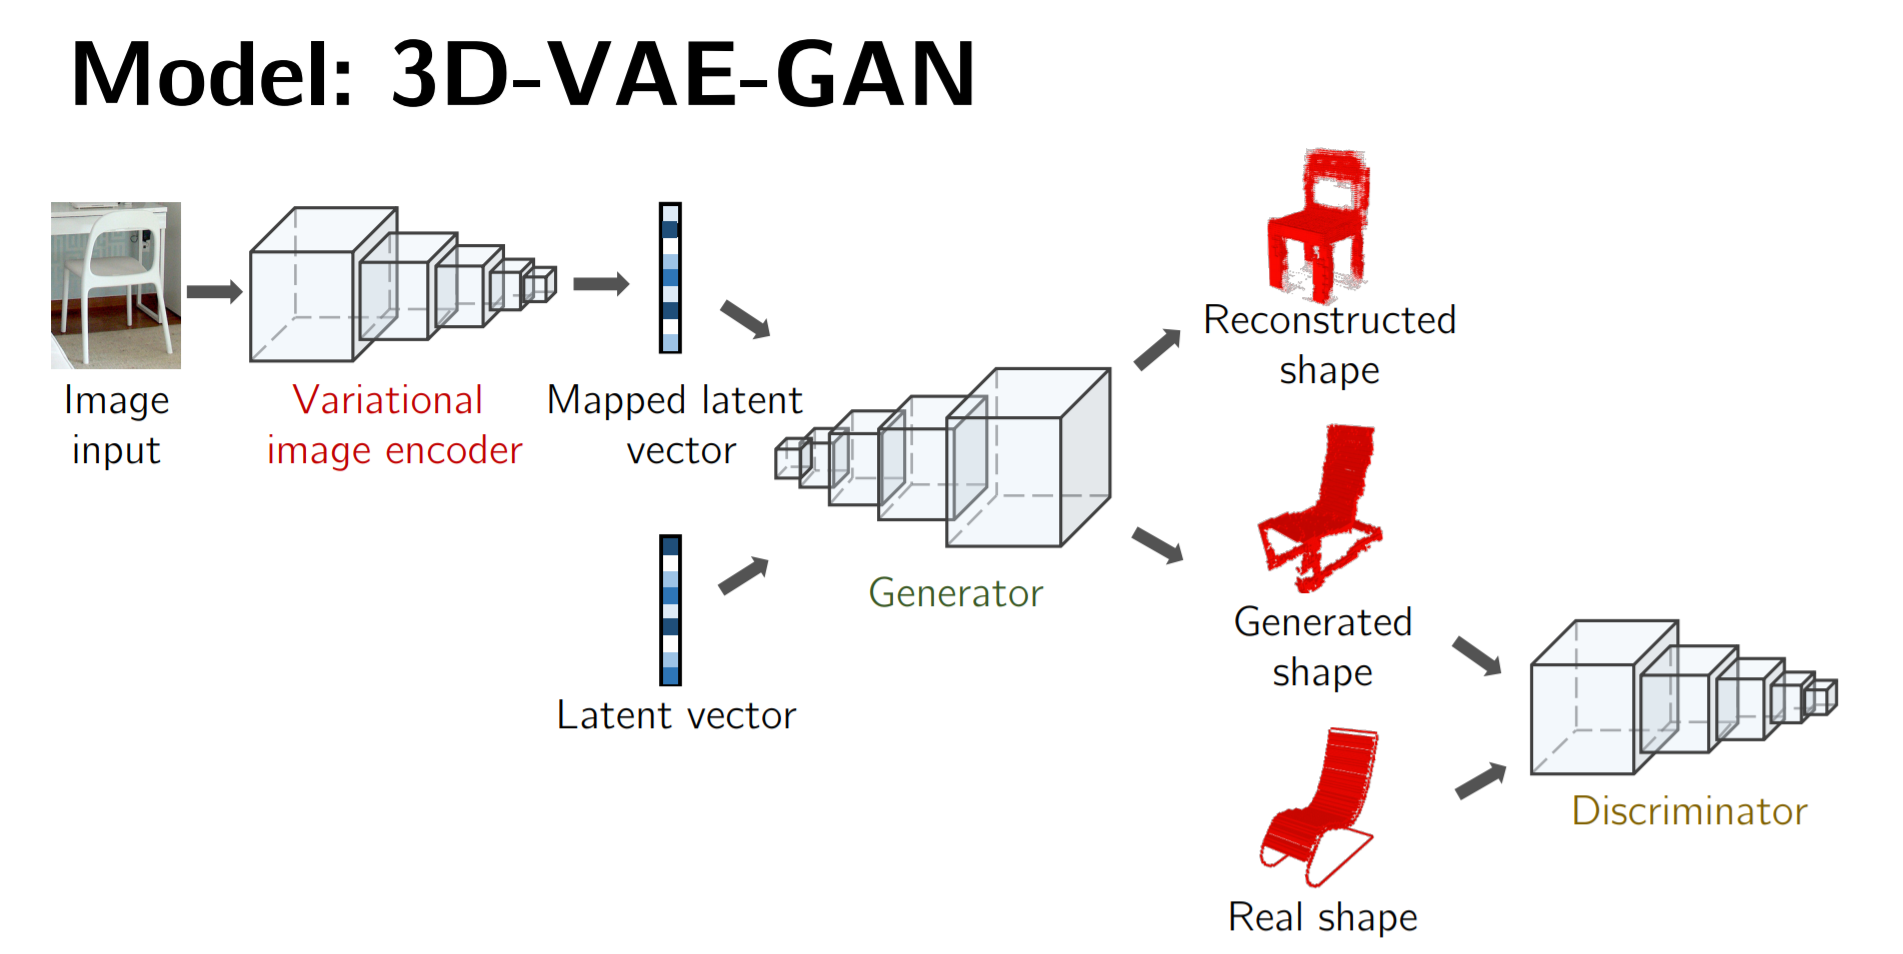 Model: 3D-VAE-GAN
Image
input
Variational
image encoder
Mapped latent
vector
Latent vector
Generator
Reconstructed
shape
Generated
shape
Real shape
Discriminator